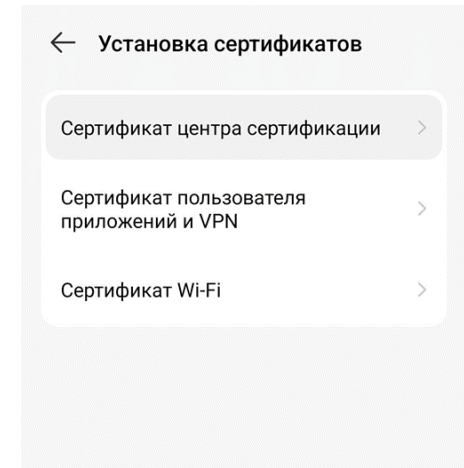 Установка сертификатов
Сертификат центра сертификации
Сертификат пользователя
приложений и VPN
Сертификат Wi-Fi